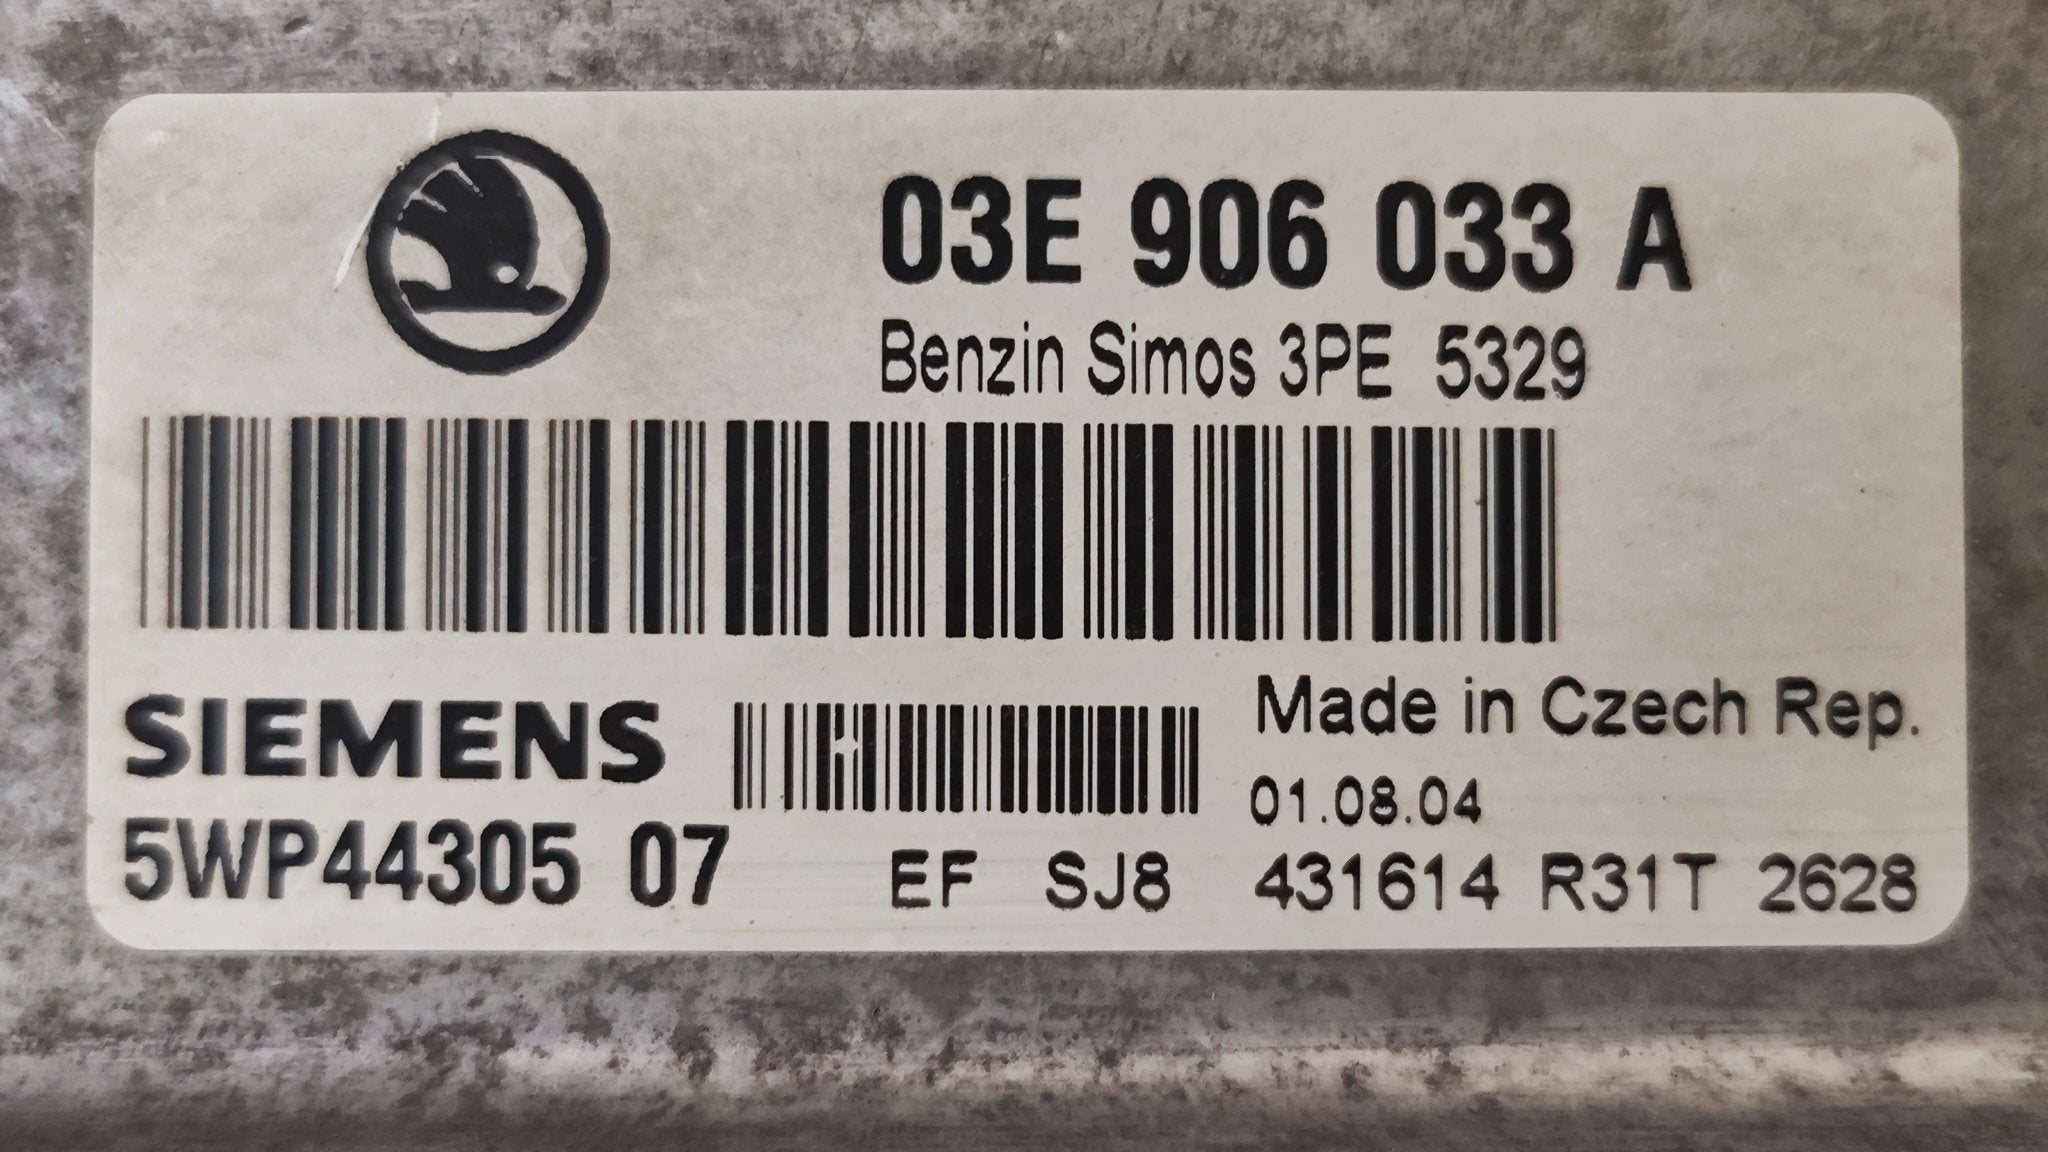 03E 906 033 A
Benzin Simos 3PE 5329
SIEMENS
Made in Czech Rep.
01.08.04
5WP44305 07
EF SJ8 431614 R31T 2628